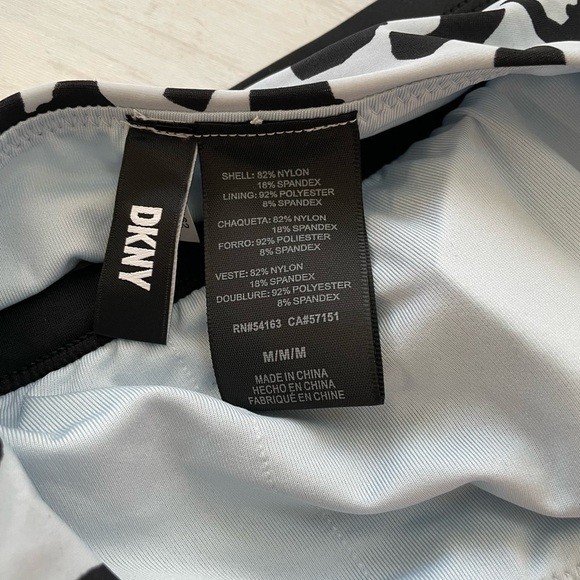 DKNY
SHELL: 82% NYLON
18% SPANDEX
LINING: 92% POLYESTER
8% SPANDEX
CHAQUETA: 82% NYLON
18% SPANDEX
FORRO: 92% POLIESTER
8% SPANDEX
VESTE: 82% NYLON
18% SPANDEX
DOUBLURE: 92% POLYESTER
8% SPANDEX
RN#54163 CA#57151
M/M/M
MADE IN CHINA
HECHO EN CHINA
FABRIQUÉ EN CHINE